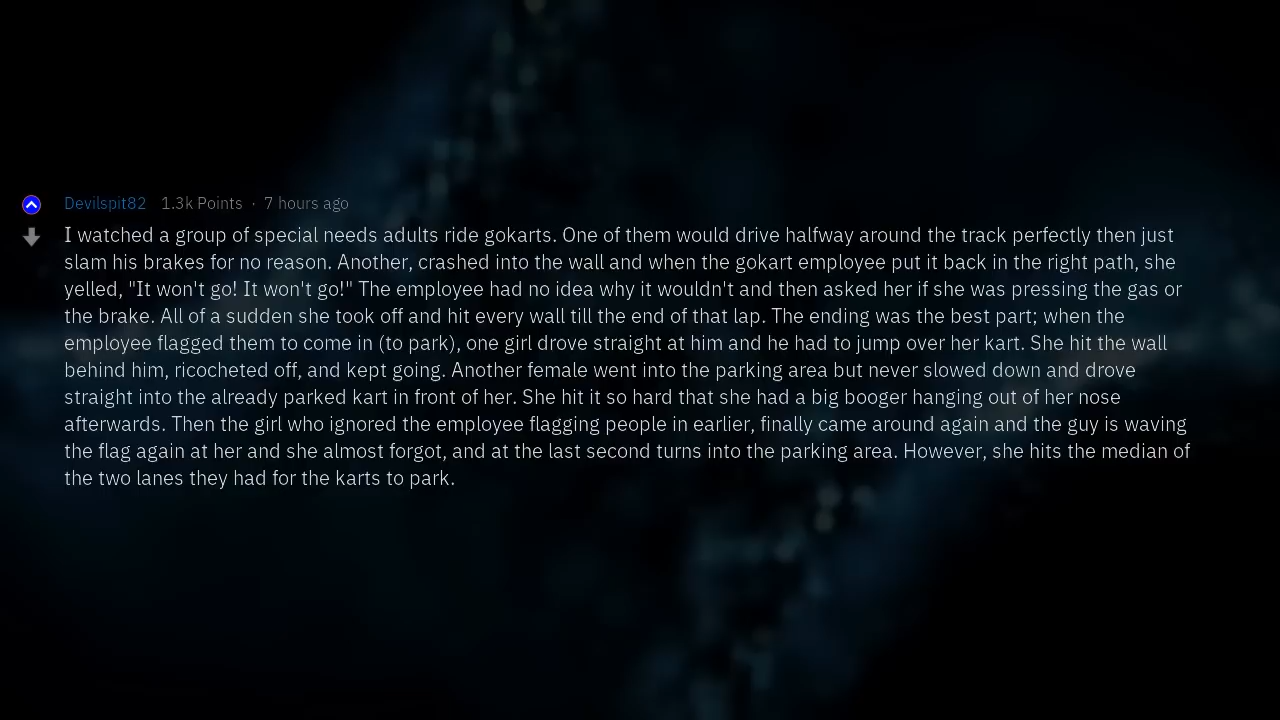 Devilspit82 1.3k Points · 7 hours ago
I watched a group of special needs adults ride gokarts. One of them would drive halfway around the track perfectly then just
slam his brakes for no reason. Another, crashed into the wall and when the gokart employee put it back in the right path, she
yelled, "It won't go! It won't go!" The employee had no idea why it wouldn't and then asked her if she was pressing the gas or
the brake. All of a sudden she took off and hit every wall till the end of that lap. The ending was the best part; when the
employee flagged them to come in (to park), one girl drove straight at him and he had to jump over her kart. She hit the wall
behind him, ricocheted off, and kept going. Another female went into the parking area but never slowed down and drove
straight into the already parked kart in front of her. She hit it so hard that she had a big booger hanging out of her nose
afterwards. Then the girl who ignored the employee flagging people in earlier, finally came around again and the guy is waving
the flag again at her and she almost forgot, and at the last second turns into the parking area. However, she hits the median of
the two lanes they had for the karts to park.